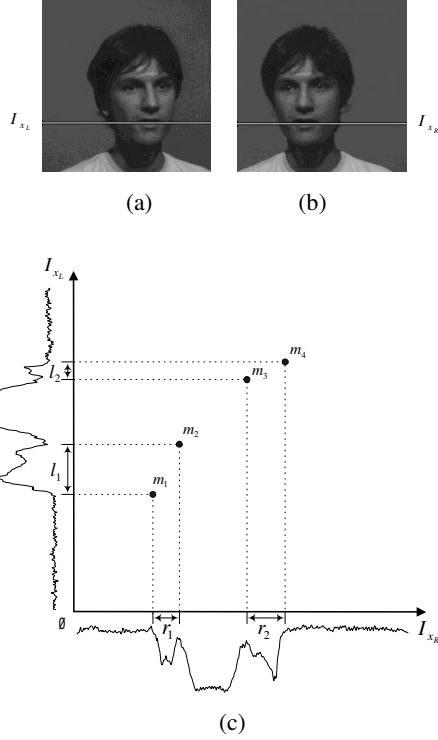 I_{x_L} I_{x_R}
(a) (b)
I_{x_L}
m_4
l_2 m_3
m_2
l_1
m_1
ø r_1 r_2 I_{x_R}
(c)